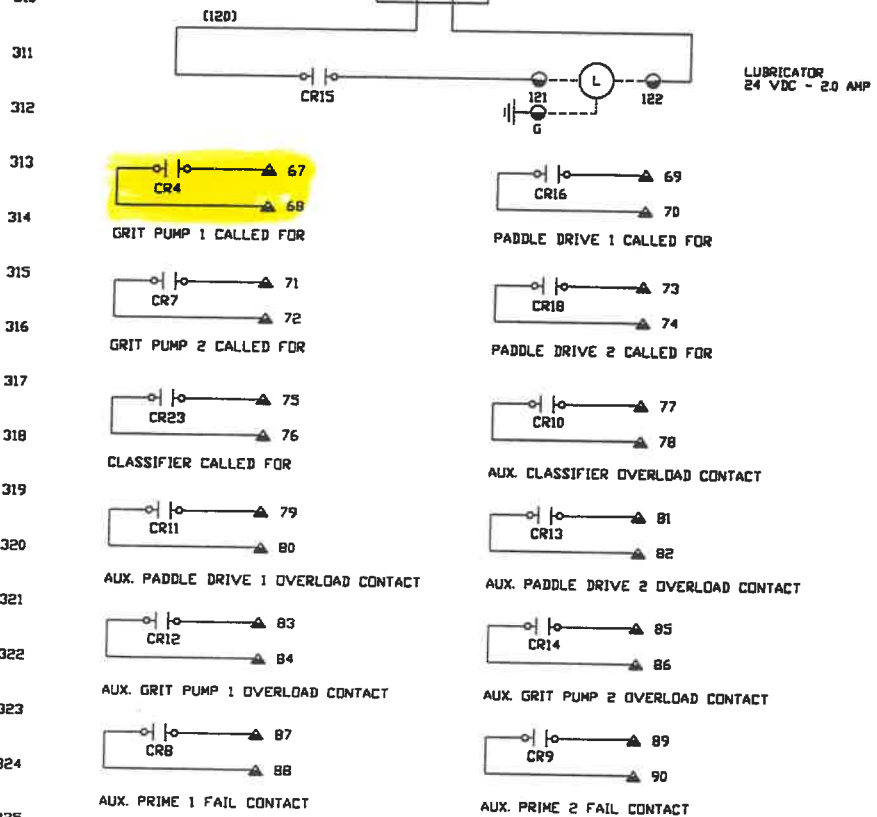 (12D)
311
CR15
L
121
122
LUBRICATOR
24 VDC - 2.0 AMP
312
G
313
CR4
67
68
CR16
69
70
314
GRIT PUMP 1 CALLED FOR
PADDLE DRIVE 1 CALLED FOR
315
CR7
71
72
CR18
73
74
316
GRIT PUMP 2 CALLED FOR
PADDLE DRIVE 2 CALLED FOR
317
CR23
75
76
CR10
77
78
318
CLASSIFIER CALLED FOR
AUX. CLASSIFIER OVERLOAD CONTACT
319
CR11
79
80
CR13
81
82
320
AUX. PADDLE DRIVE 1 OVERLOAD CONTACT
AUX. PADDLE DRIVE 2 OVERLOAD CONTACT
321
CR12
83
84
CR14
85
86
322
AUX. GRIT PUMP 1 OVERLOAD CONTACT
AUX. GRIT PUMP 2 OVERLOAD CONTACT
323
CR8
87
88
CR9
89
90
324
AUX. PRIME 1 FAIL CONTACT
AUX. PRIME 2 FAIL CONTACT